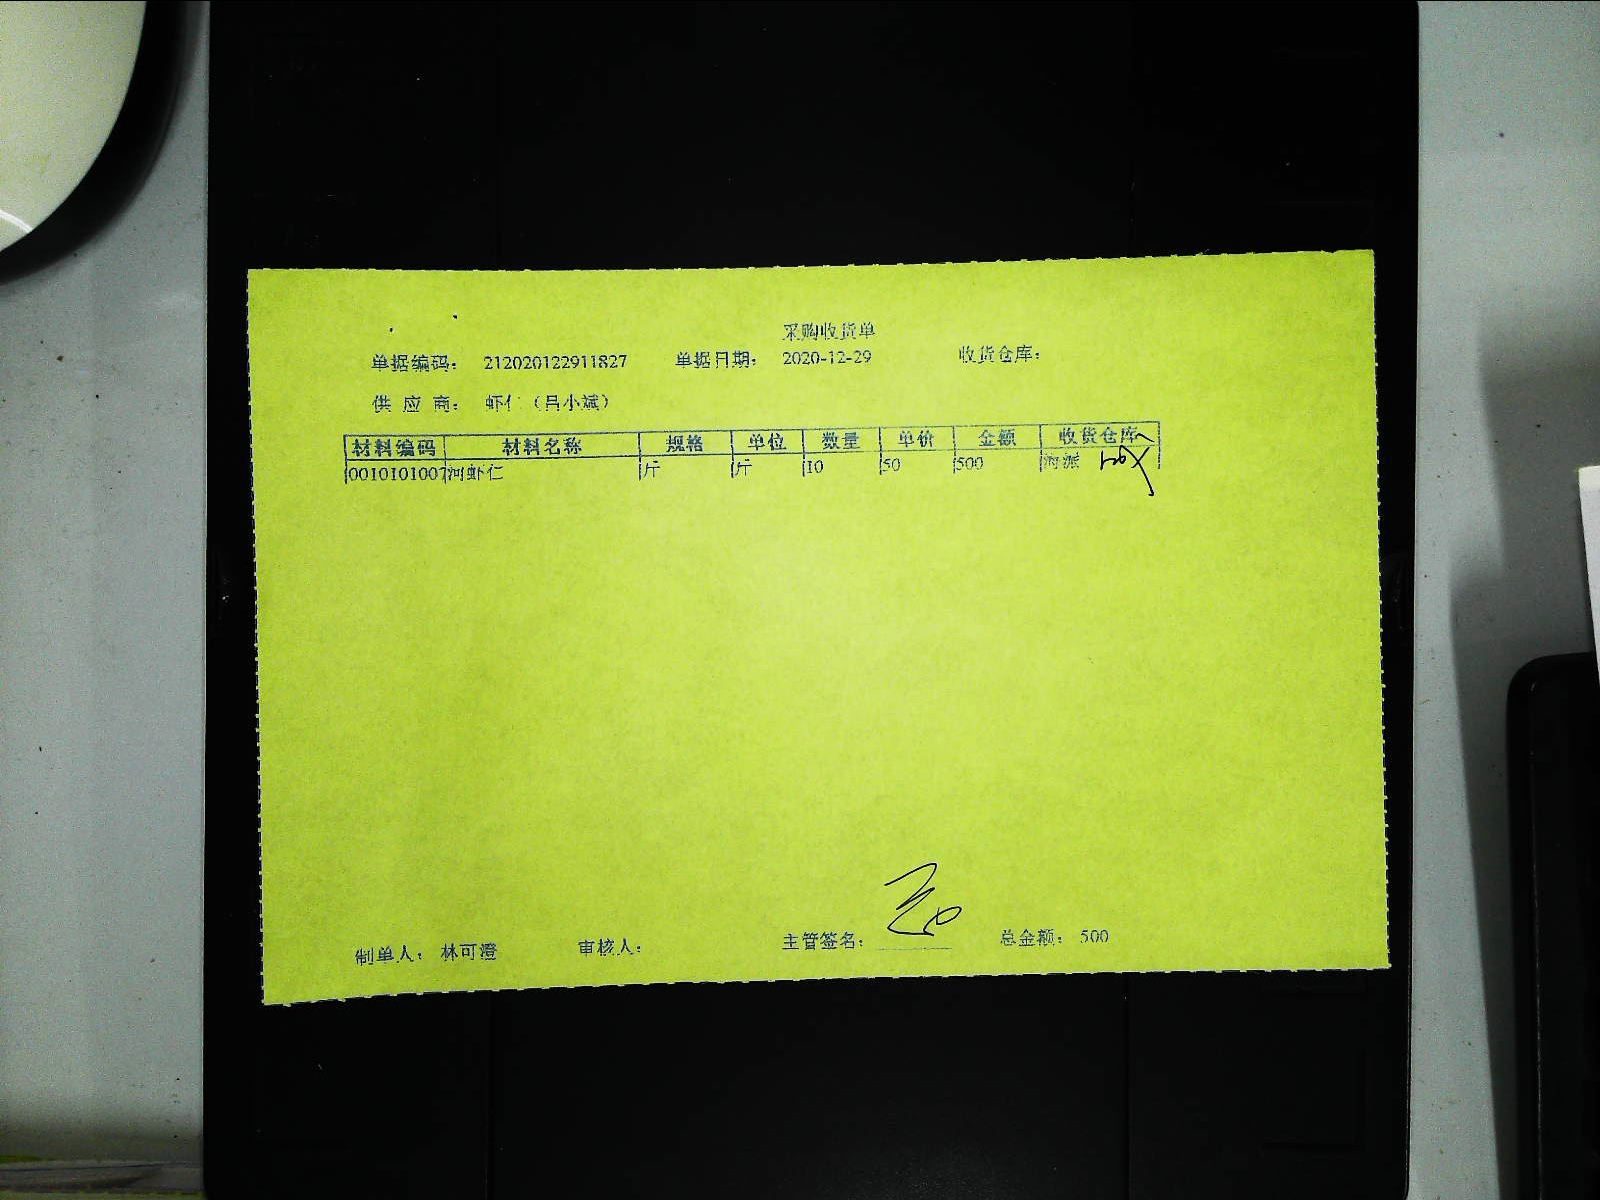 采购收货单
单据编码： 212020122911827 单据日期： 2020-12-29 收货仓库：
供 应 商： 虾仁（吕小斌）
材料编码 材料名称 规格 单位 数量 单价 金额 收货仓库
0010101007 河虾仁 斤 斤 10 50 500 海派
制单人： 林可澄 审核人： 主管签名： 总金额： 500